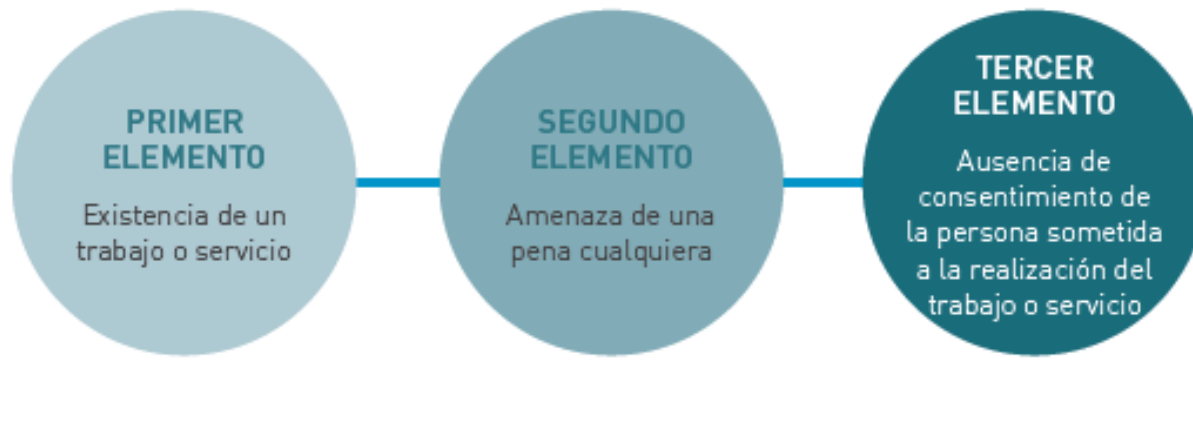 PRIMER
ELEMENTO
Existencia de un
trabajo o servicio
SEGUNDO
ELEMENTO
Amenaza de una
pena cualquiera
TERCER
ELEMENTO
Ausencia de
consentimiento de
la persona sometida
a la realización del
trabajo o servicio